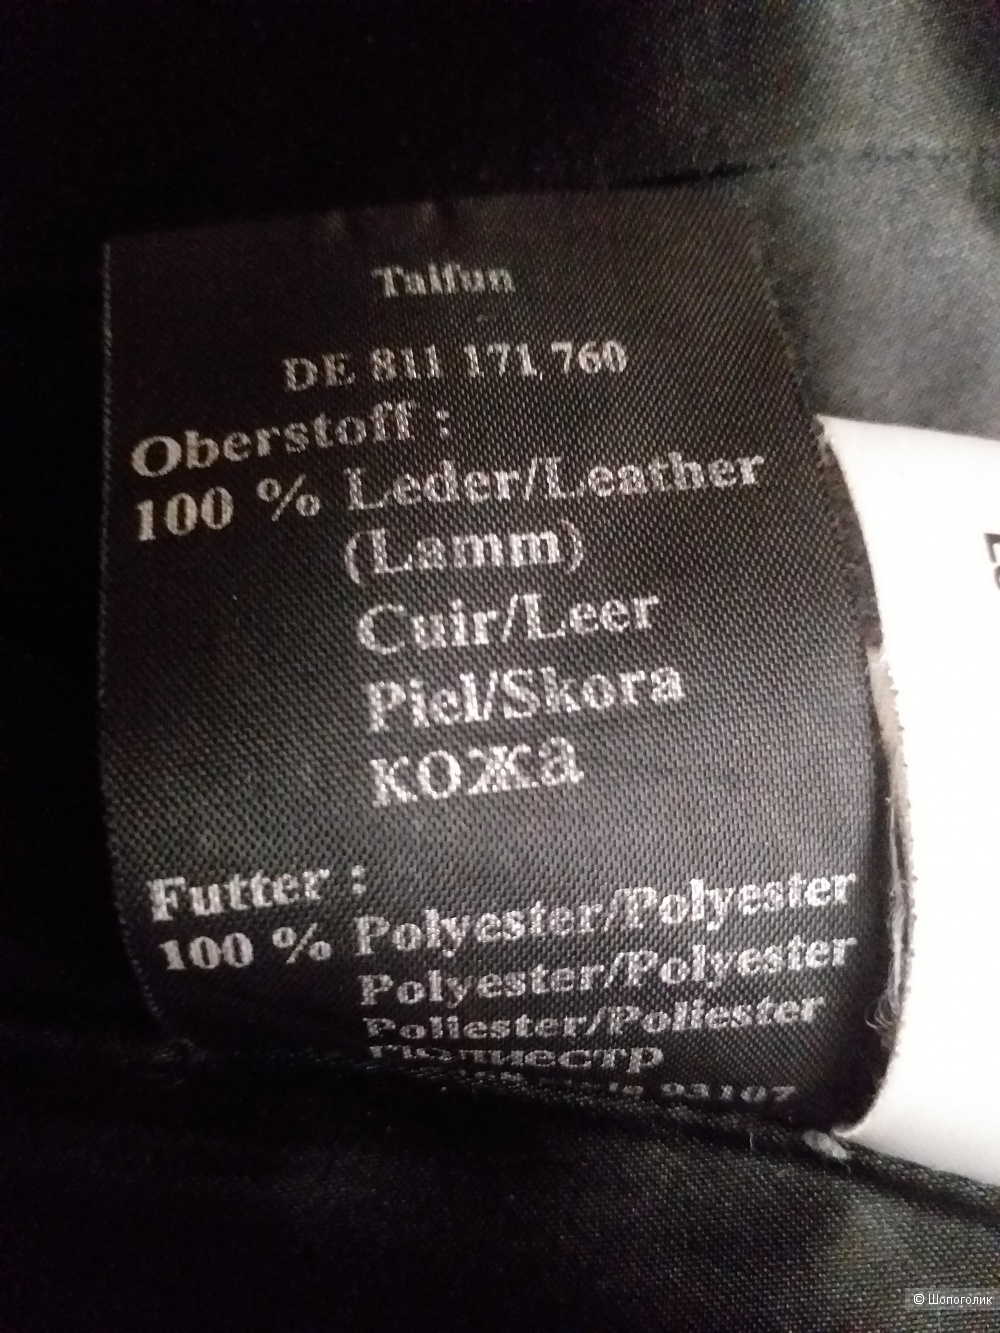 Taifun
DE 811 171 760
Oberstoff :
100 % Leder/Leather
(Lamm)
Cuir/Leer
Piel/Skora
кожа
Futter :
100 % Polyester/Polyester
Polyester/Polyester
Poliester/Poliester
Полиестр
93107
© Шопоголик